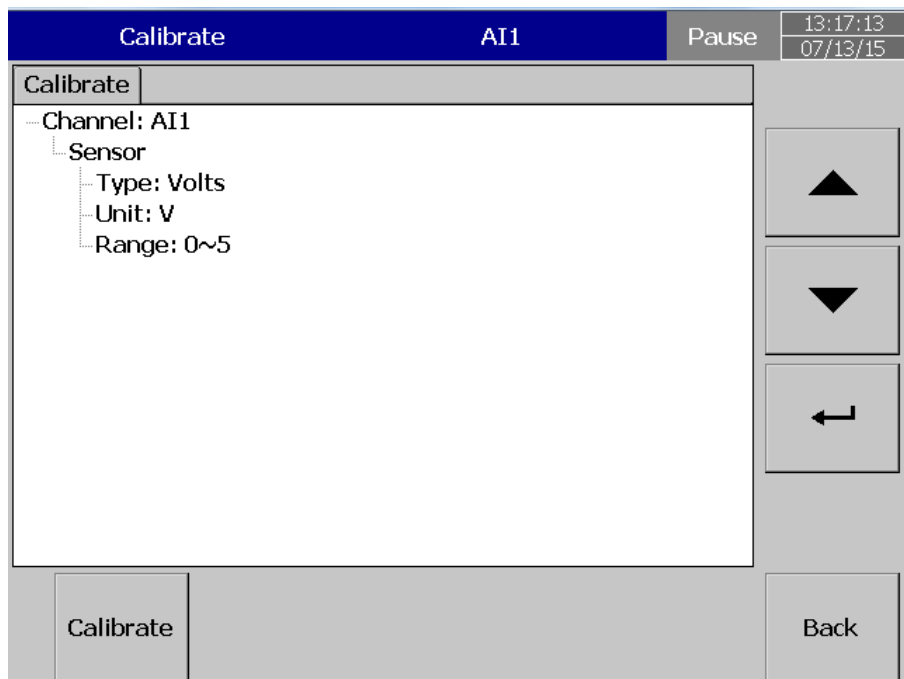 Calibrate AI1 Pause 13:17:13
07/13/15
Calibrate
Channel: AI1
Sensor
Type: Volts
Unit: V
Range: 0~5
Calibrate Back